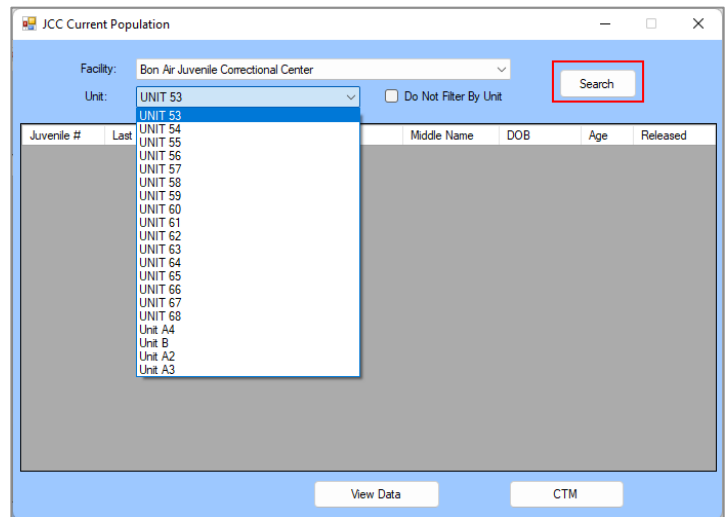 JCC Current Population
Facility: Bon Air Juvenile Correctional Center
Search
Unit: UNIT 53
Do Not Filter By Unit
Juvenile # Last Middle Name DOB Age Released
UNIT 53
UNIT 54
UNIT 55
UNIT 56
UNIT 57
UNIT 58
UNIT 59
UNIT 60
UNIT 61
UNIT 62
UNIT 63
UNIT 64
UNIT 65
UNIT 66
UNIT 67
UNIT 68
Unit A4
Unit B
Unit A2
Unit A3
View Data CTM